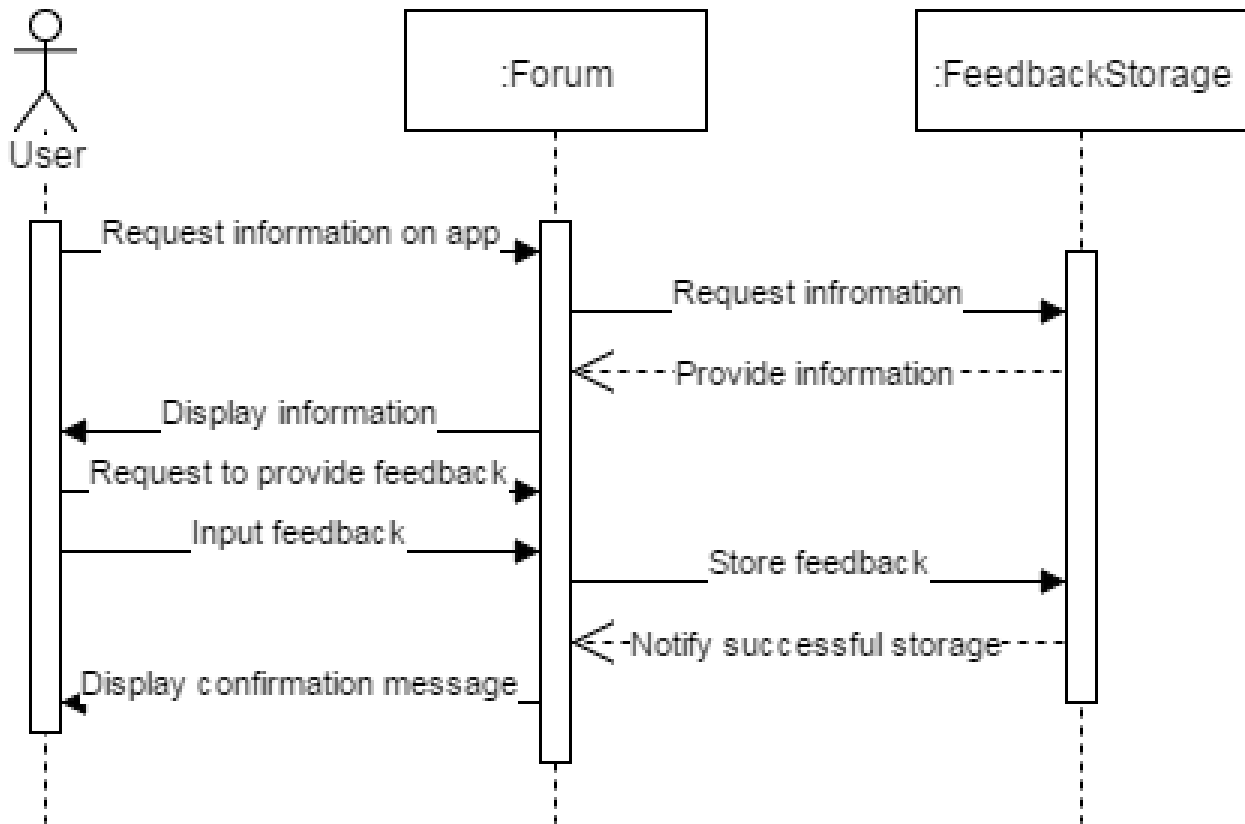 :Forum
:FeedbackStorage
User
Request information on app
Request infromation
Provide information
Display information
Request to provide feedback
Input feedback
Store feedback
Notify successful storage
Display confirmation message